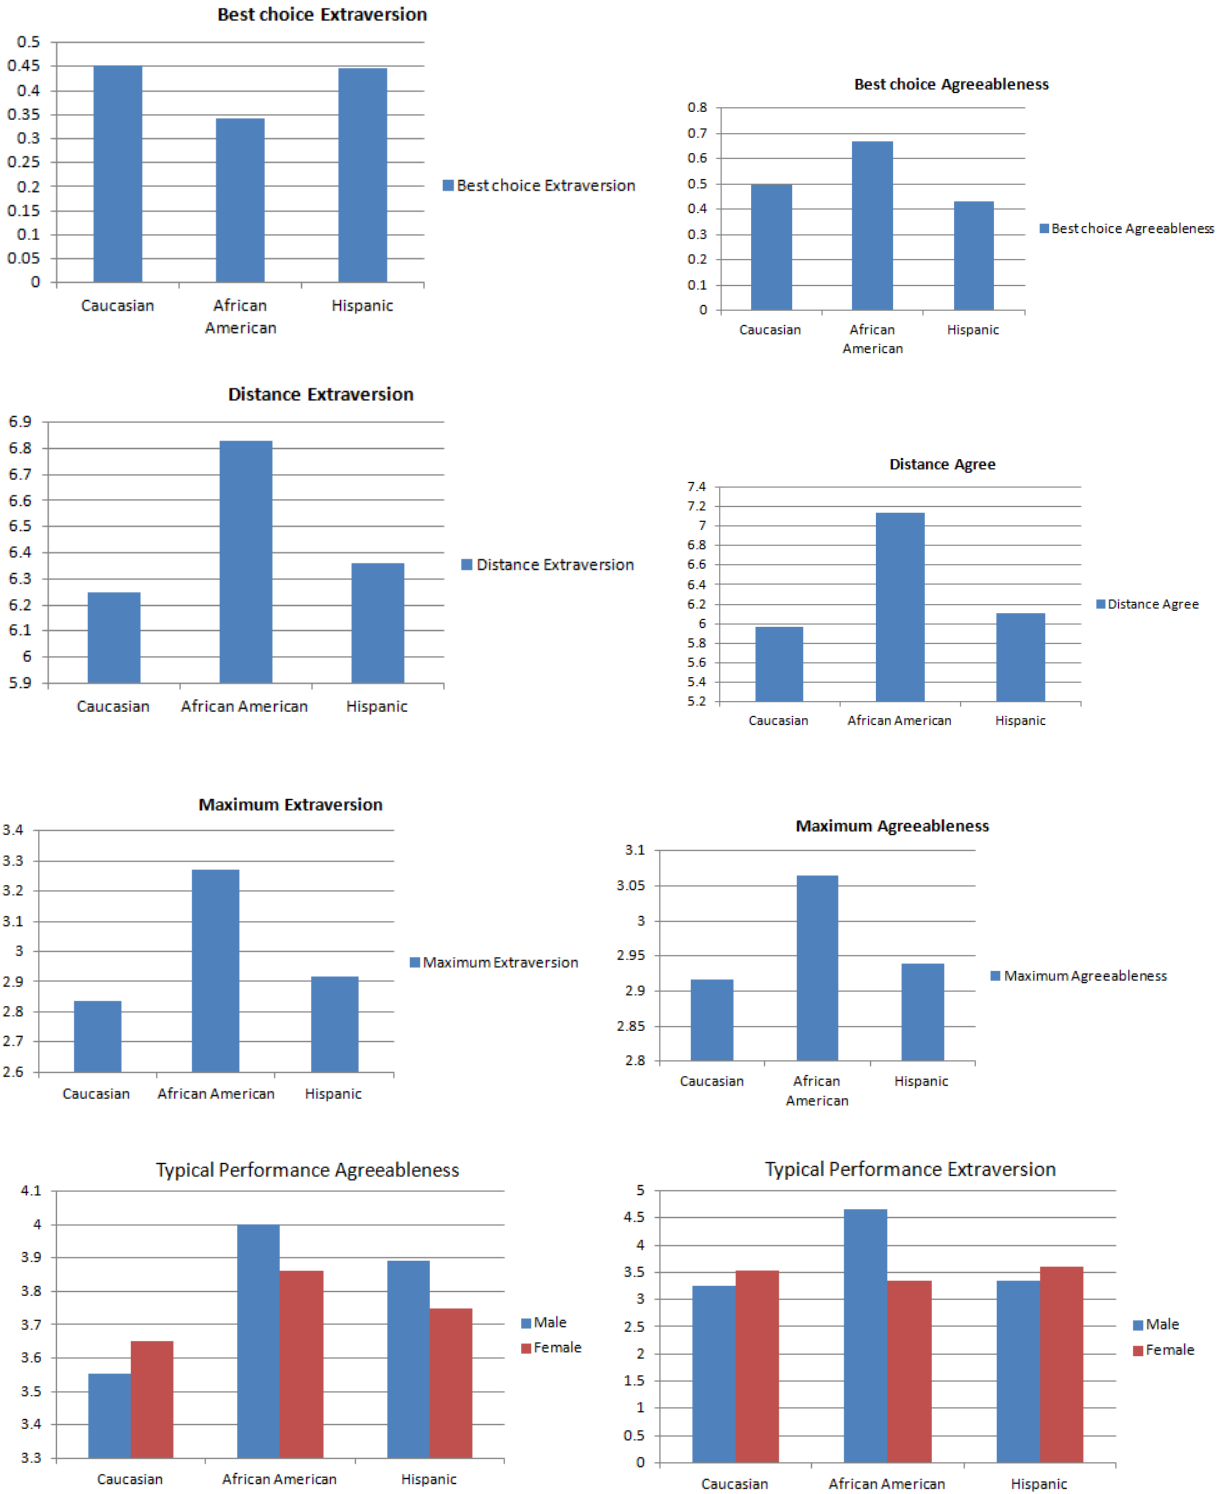 Best choice Extraversion
0.5
0.45
0.4
0.35
0.3
0.25
0.2
0.15
0.1
0.05
0
Caucasian
African
American
Hispanic
Best choice Extraversion
Best choice Agreeableness
0.8
0.7
0.6
0.5
0.4
0.3
0.2
0.1
0
Caucasian
African
American
Hispanic
Best choice Agreeableness
Distance Extraversion
6.9
6.8
6.7
6.6
6.5
6.4
6.3
6.2
6.1
6
5.9
Caucasian
African American
Hispanic
Distance Extraversion
Distance Agree
7.4
7.2
7
6.8
6.6
6.4
6.2
6
5.8
5.6
5.4
5.2
Caucasian
African American
Hispanic
Distance Agree
Maximum Extraversion
3.4
3.3
3.2
3.1
3
2.9
2.8
2.7
2.6
Caucasian
African American
Hispanic
Maximum Extraversion
Maximum Agreeableness
3.1
3.05
3
2.95
2.9
2.85
2.8
Caucasian
African
American
Hispanic
Maximum Agreeableness
Typical Performance Agreeableness
4.1
4
3.9
3.8
3.7
3.6
3.5
3.4
3.3
Caucasian
African American
Hispanic
Male
Female
Typical Performance Extraversion
5
4.5
4
3.5
3
2.5
2
1.5
1
0.5
0
Caucasian
African American
Hispanic
Male
Female